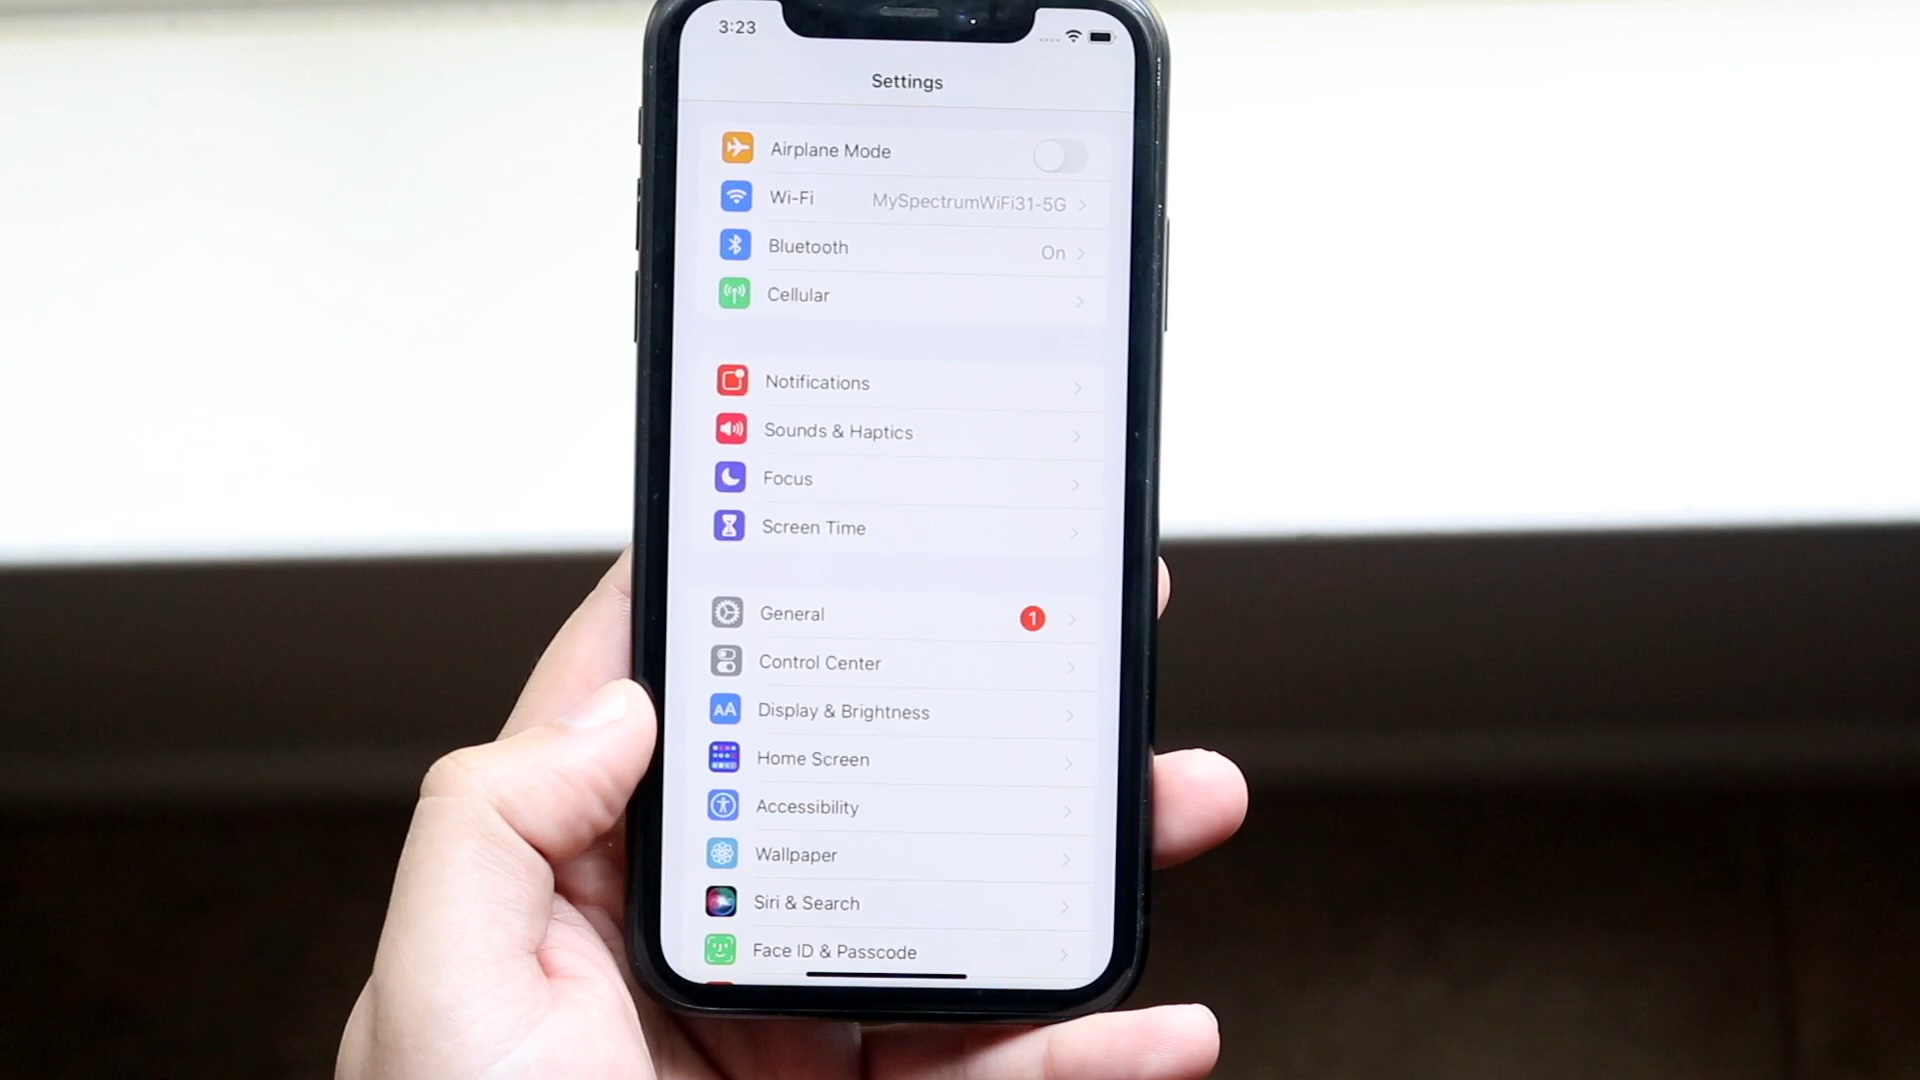 3:23
Settings
Airplane Mode
Wi-Fi MySpectrumWiFi31-5G
Bluetooth On
Cellular
Notifications
Sounds & Haptics
Focus
Screen Time
General 1
Control Center
AA Display & Brightness
Home Screen
Accessibility
Wallpaper
Siri & Search
Face ID & Passcode